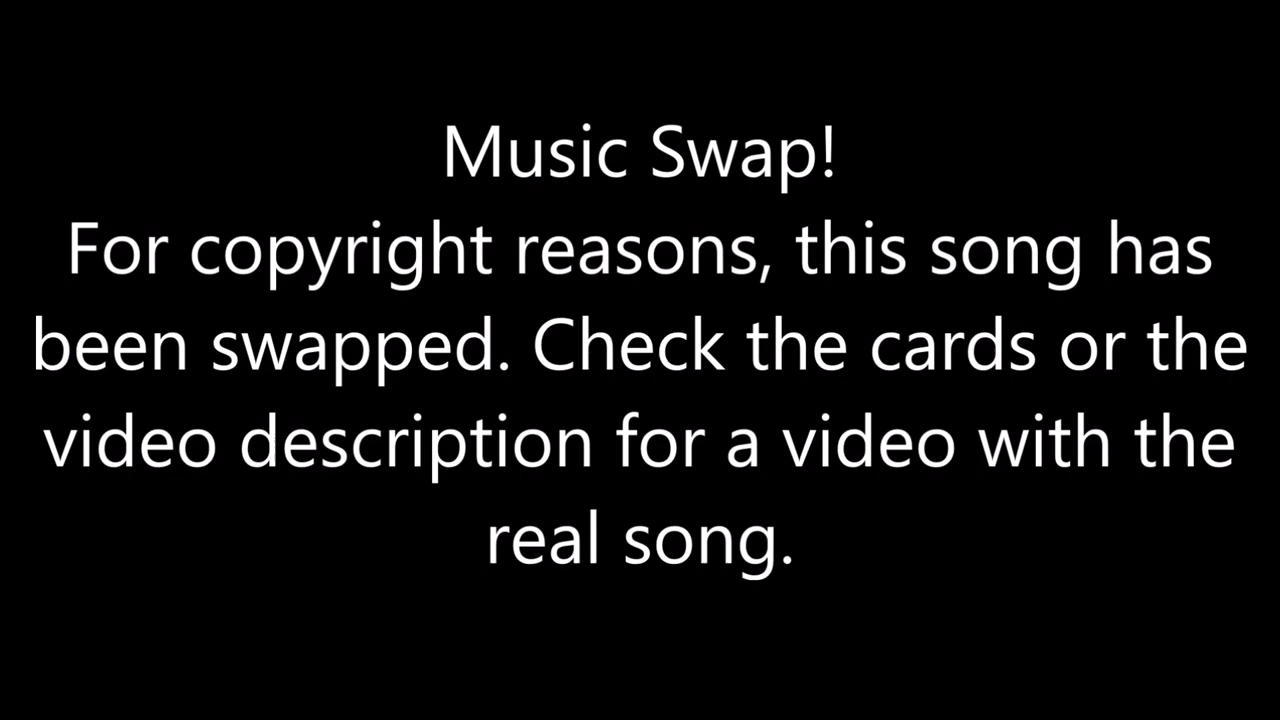 Music Swap!
For copyright reasons, this song has
been swapped. Check the cards or the
video description for a video with the
real song.